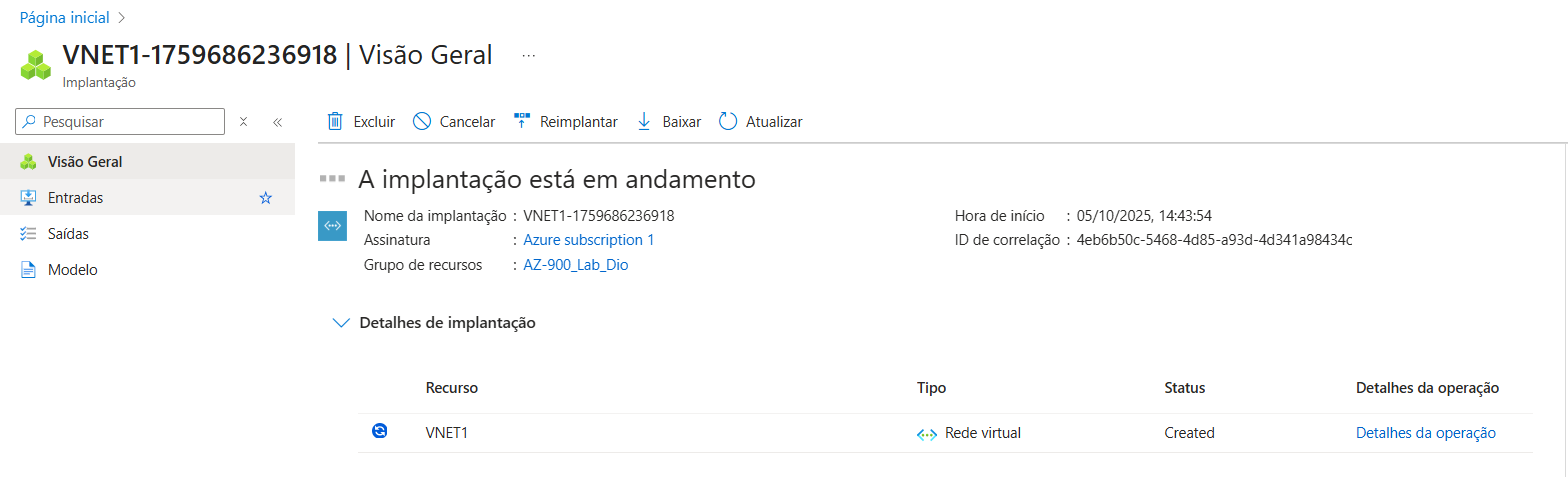 Página inicial
VNET1-1759686236918 | Visão Geral ...
Implantação
Pesquisar
Visão Geral
Entradas
Saídas
Modelo
Excluir Cancelar Reimplantar Baixar Atualizar
A implantação está em andamento
Nome da implantação : VNET1-1759686236918
Assinatura : Azure subscription 1
Grupo de recursos : AZ-900_Lab_Dio
Hora de início : 05/10/2025, 14:43:54
ID de correlação : 4eb6b50c-5468-4d85-a93d-4d341a98434c
Detalhes de implantação
Recurso Tipo Status Detalhes da operação
VNET1 Rede virtual Created Detalhes da operação